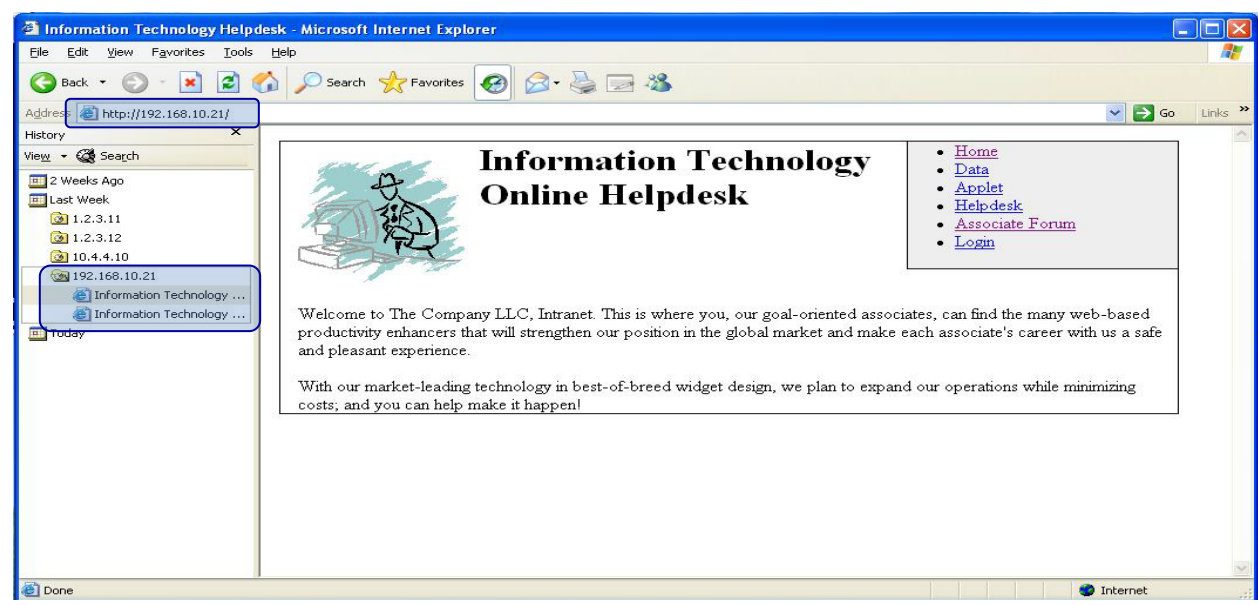 Information Technology Helpdesk - Microsoft Internet Explorer
File Edit View Favorites Tools Help
Back Search Favorites
Address http://192.168.10.21/ Go Links »
History x
View Search
2 Weeks Ago
Last Week
1.2.3.11
1.2.3.12
10.4.4.10
192.168.10.21
Information Technology ...
Information Technology ...
Today
Information Technology
Online Helpdesk
• Home
• Data
• Applet
• Helpdesk
• Associate Forum
• Login
Welcome to The Company LLC, Intranet. This is where you, our goal-oriented associates, can find the many web-based
productivity enhancers that will strengthen our position in the global market and make each associate's career with us a safe
and pleasant experience.
With our market-leading technology in best-of-breed widget design, we plan to expand our operations while minimizing
costs; and you can help make it happen!
Done Internet